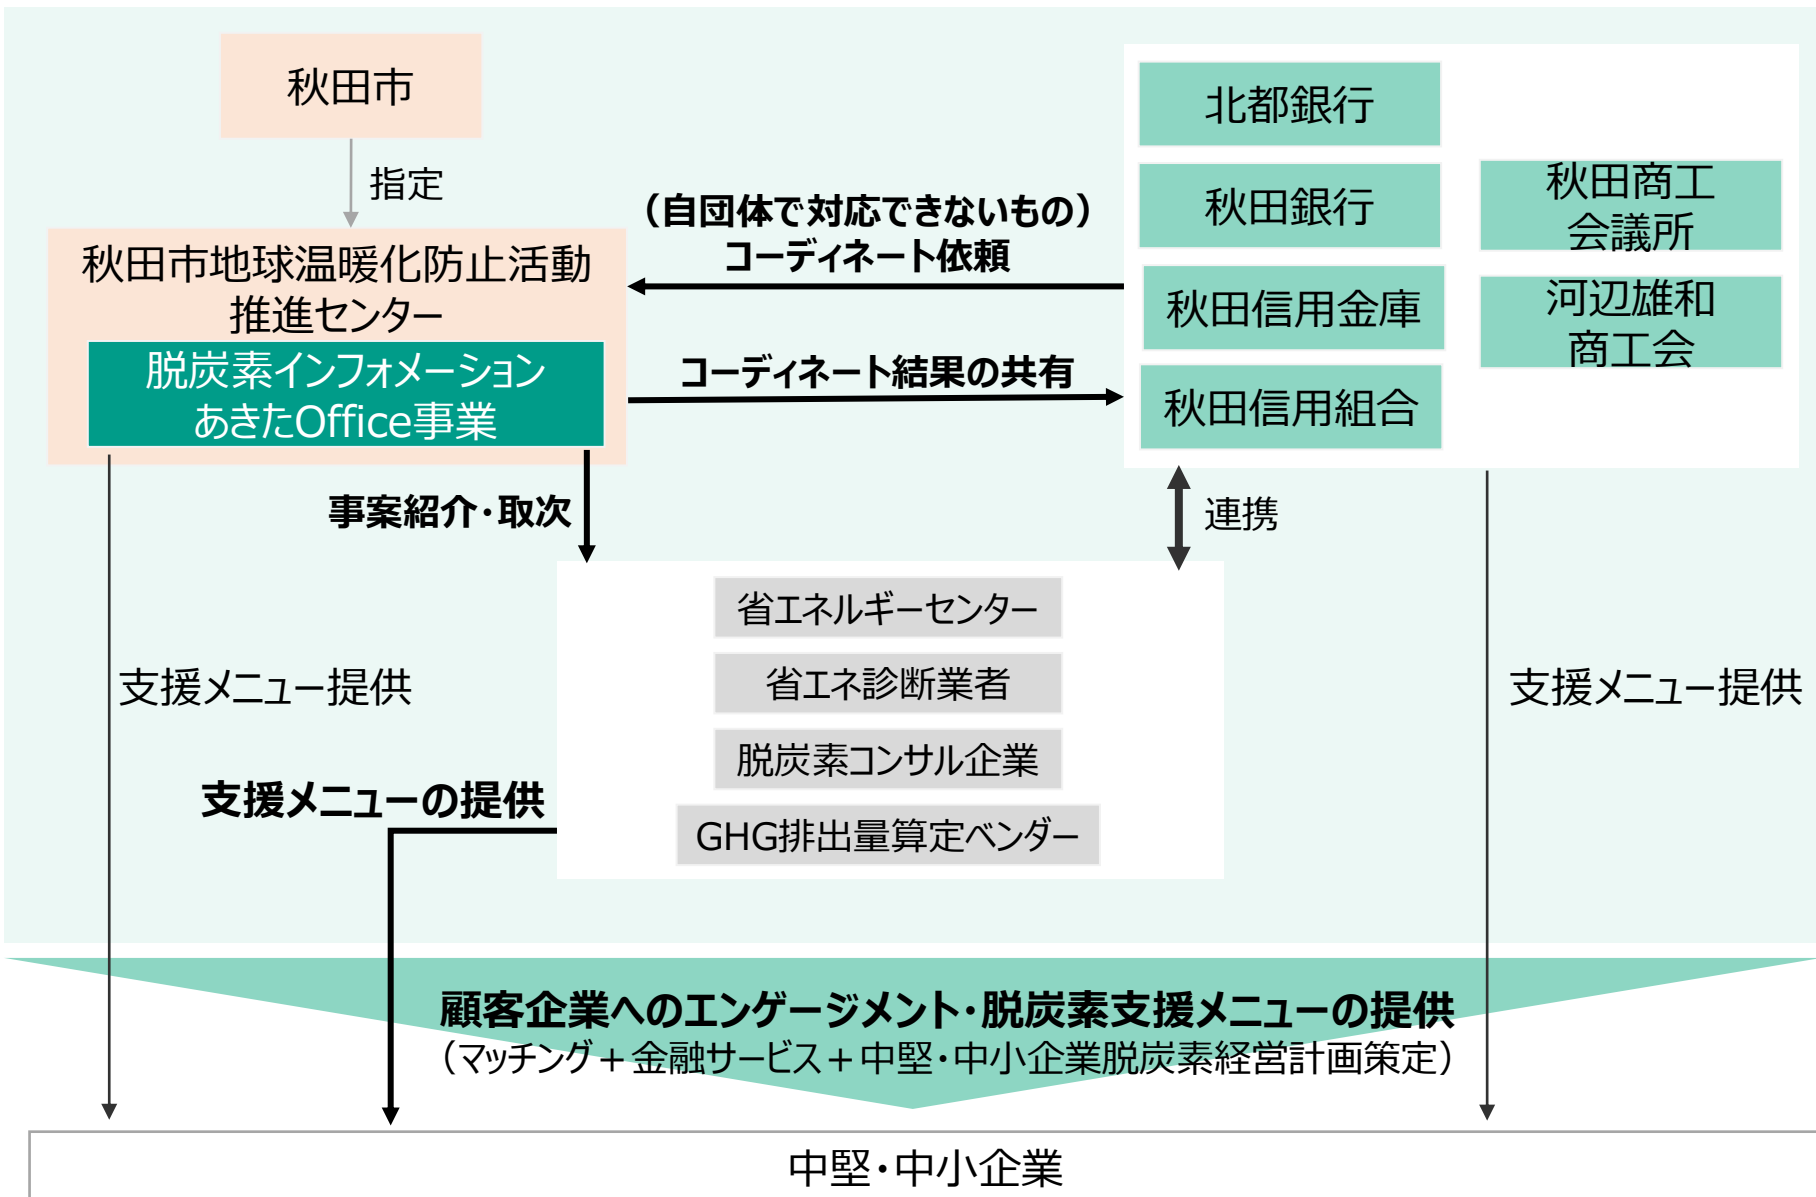 秋田市
指定
秋田市地球温暖化防止活動
推進センター
脱炭素インフォメーション
あきたOffice事業
（自団体で対応できないもの）
コーディネート依頼
コーディネート結果の共有
北都銀行
秋田銀行
秋田信用金庫
秋田信用組合
秋田商工
会議所
河辺雄和
商工会
事案紹介・取次
連携
省エネルギーセンター
省エネ診断業者
脱炭素コンサル企業
GHG排出量算定ベンダー
支援メニュー提供
支援メニューの提供
支援メニュー提供
顧客企業へのエンゲージメント・脱炭素支援メニューの提供
（マッチング＋金融サービス＋中堅・中小企業脱炭素経営計画策定）
中堅・中小企業